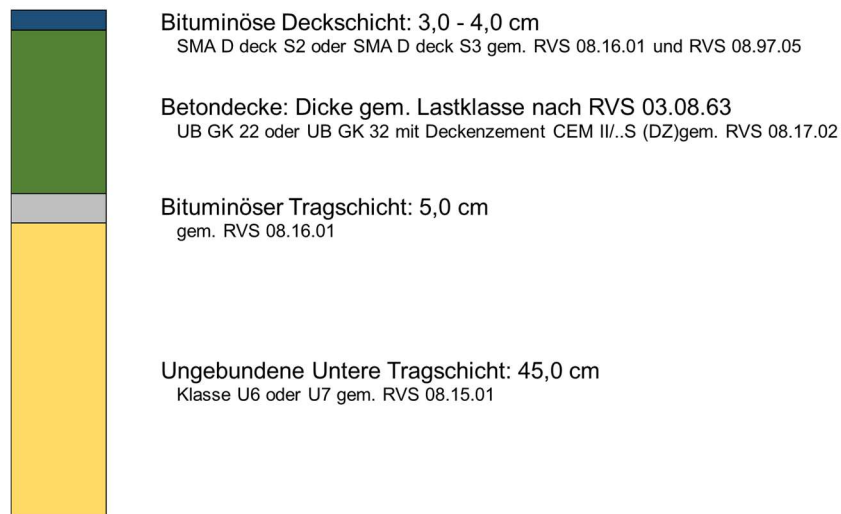 Bituminöse Deckschicht: 3,0 - 4,0 cm
SMA D deck S2 oder SMA D deck S3 gem. RVS 08.16.01 und RVS 08.97.05
Betondecke: Dicke gem. Lastklasse nach RVS 03.08.63
UB GK 22 oder UB GK 32 mit Deckenzement CEM II/..S (DZ)gem. RVS 08.17.02
Bituminöser Tragschicht: 5,0 cm
gem. RVS 08.16.01
Ungebundene Untere Tragschicht: 45,0 cm
Klasse U6 oder U7 gem. RVS 08.15.01